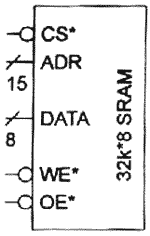 CS*
ADR
15
DATA
8
WE*
OE*
32k*8 SRAM